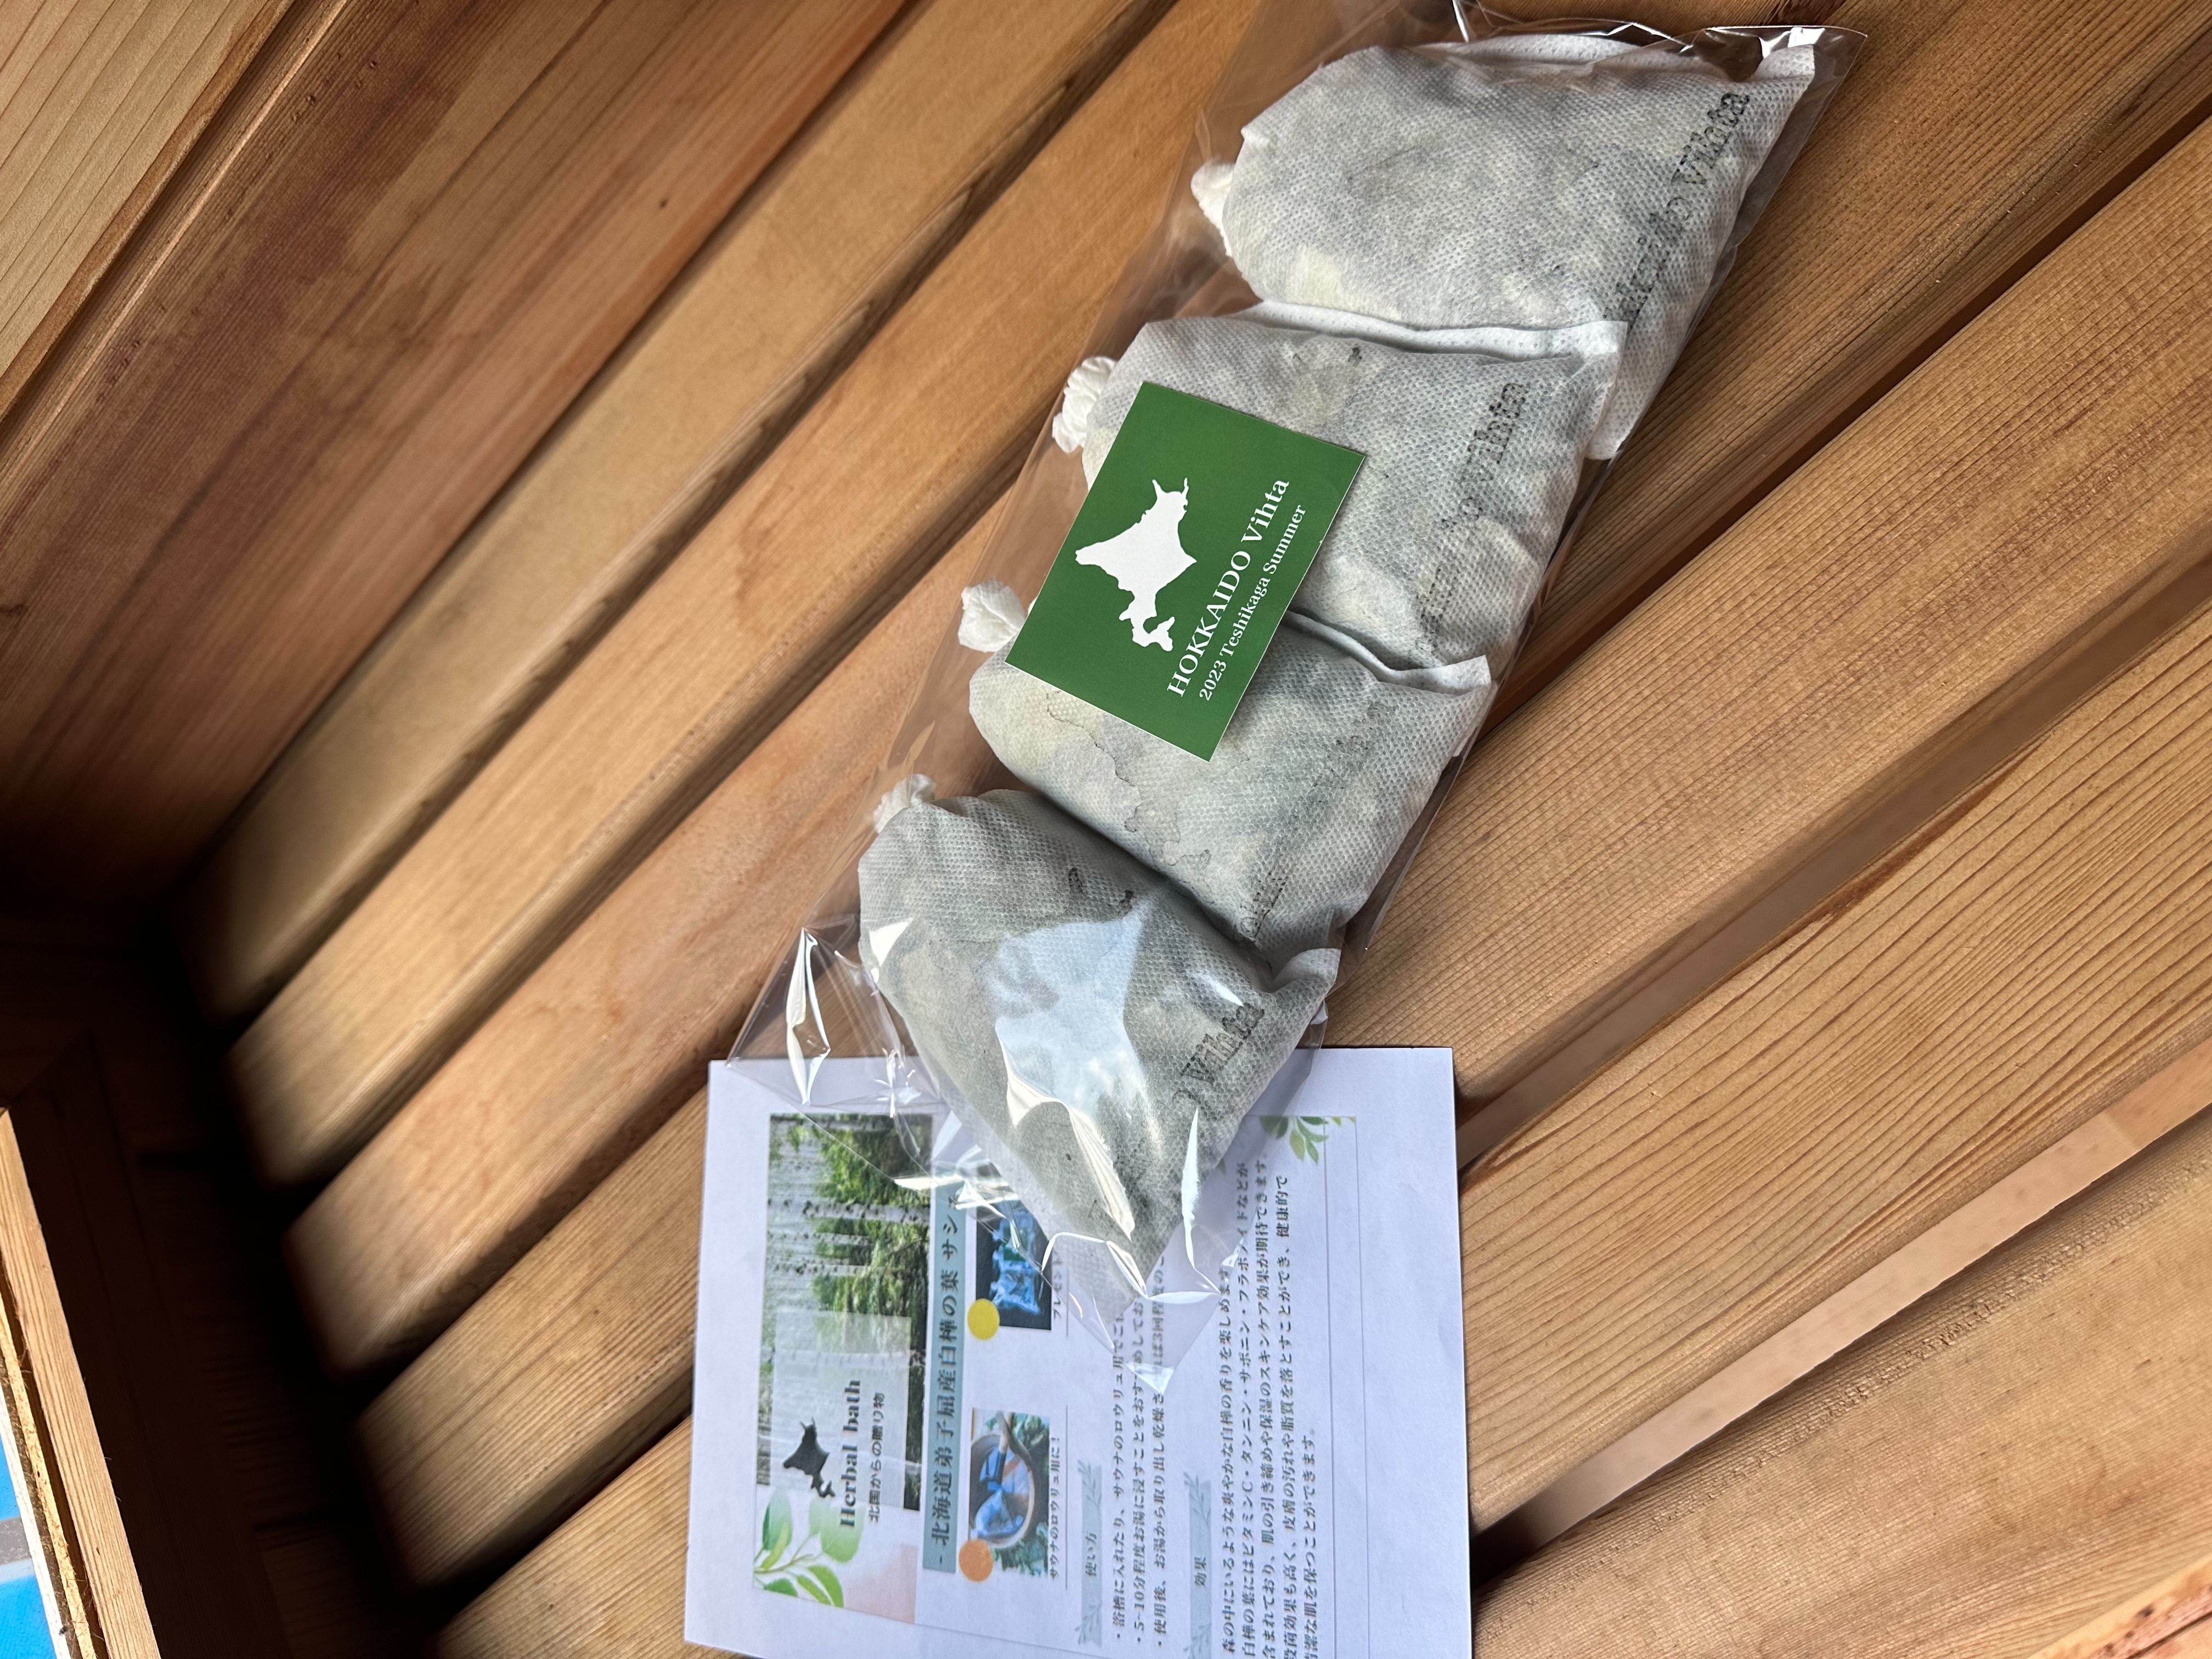 Herbal bath
北国からの贈り物
- 北海道弟子屈産白樺の葉 サシェ
サウナのロウリュ用に!
プレゼント
使い方
・浴槽に入れたり、サウナのロウリュ用でご
・5~10分程度お湯に浸すことをおすすめしてお
・使用後、お湯から取り出し乾燥さ れば3回程度のご
効果
森の中にいるような爽やかな白樺の香りを楽しめます
白樺の葉にはビタミンC・タンニン・サポニン・フラボノイドなどが
含まれており、肌の引き締めや保湿のスキンケア効果が期待できます。
殺菌効果も高く、皮膚の汚れや脂質を落とすことができ、健康的で
清潔な肌を保つことができます。
HOKKAIDO Vihta
2023 Teshikaga Summer
Vihta
Vihta
Vihta